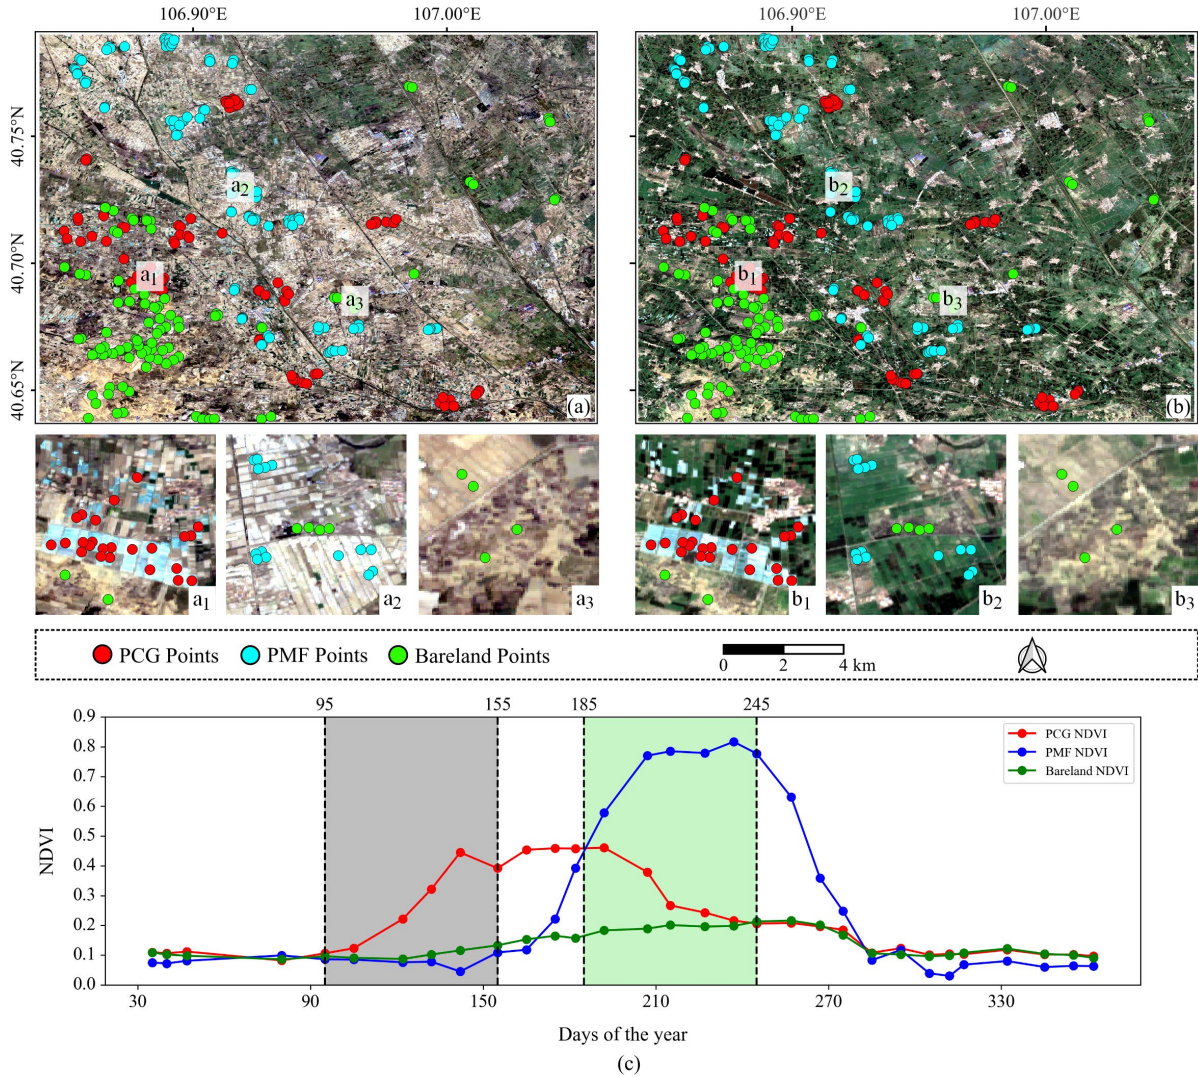 106.90°E 107.00°E 106.90°E 107.00°E
40.75°N
40.70°N
40.65°N
a2
a1
a3
(a)
b2
b1
b3
(b)
a1 a2 a3 b1 b2 b3
PCG Points PMF Points Bareland Points 0 2 4 km
95 155 185 245
0.9
0.8
0.7
0.6
0.5
0.4
0.3
0.2
0.1
0.0
NDVI
PCG NDVI
PMF NDVI
Bareland NDVI
30 90 150 210 270 330
Days of the year
(c)